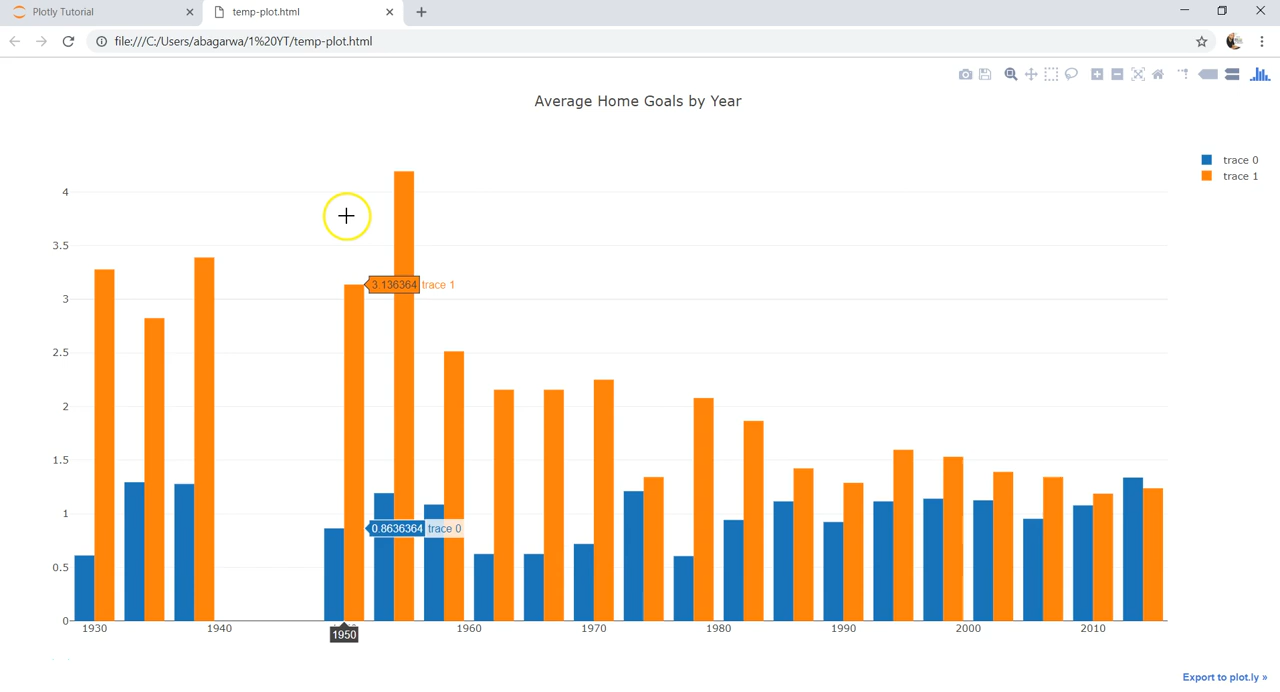 Plotly Tutorial
temp-plot.html
file:///C:/Users/abagarwa/1%20YT/temp-plot.html
Average Home Goals by Year
trace 0
trace 1
4
3.5
3
2.5
2
1.5
1
0.5
0
3.136364 trace 1
0.8636364 trace 0
1930 1940 1960 1970 1980 1990 2000 2010
1950
Export to plot.ly »